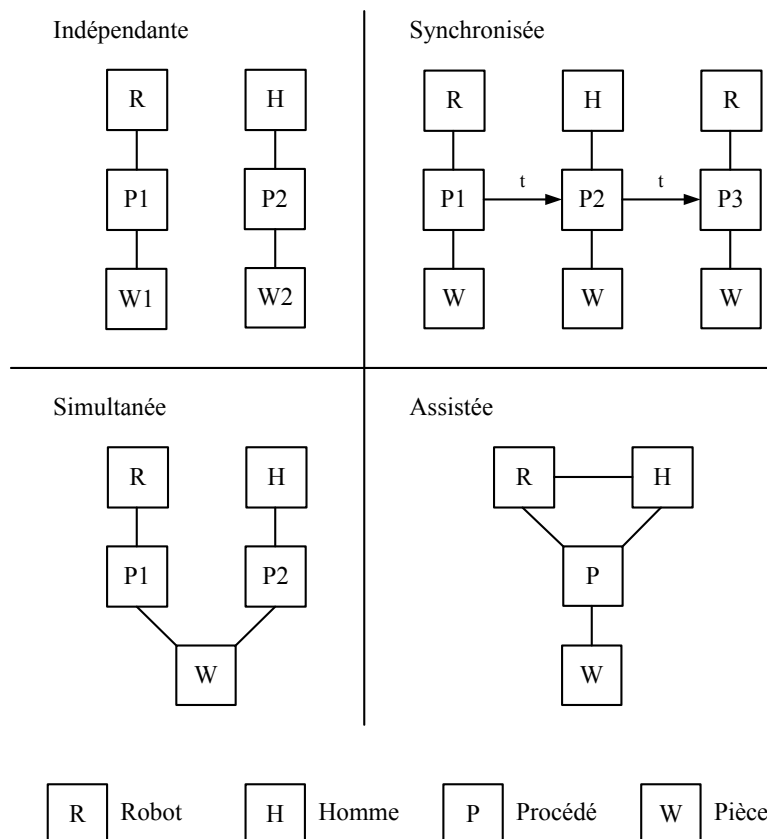 Indépendante
R H
P1 P2
W1 W2
Synchronisée
R H R
P1 t P2 t P3
W W W
Simultanée
R H
P1 P2
W
Assistée
R H
P
W
R Robot H Homme P Procédé W Pièce